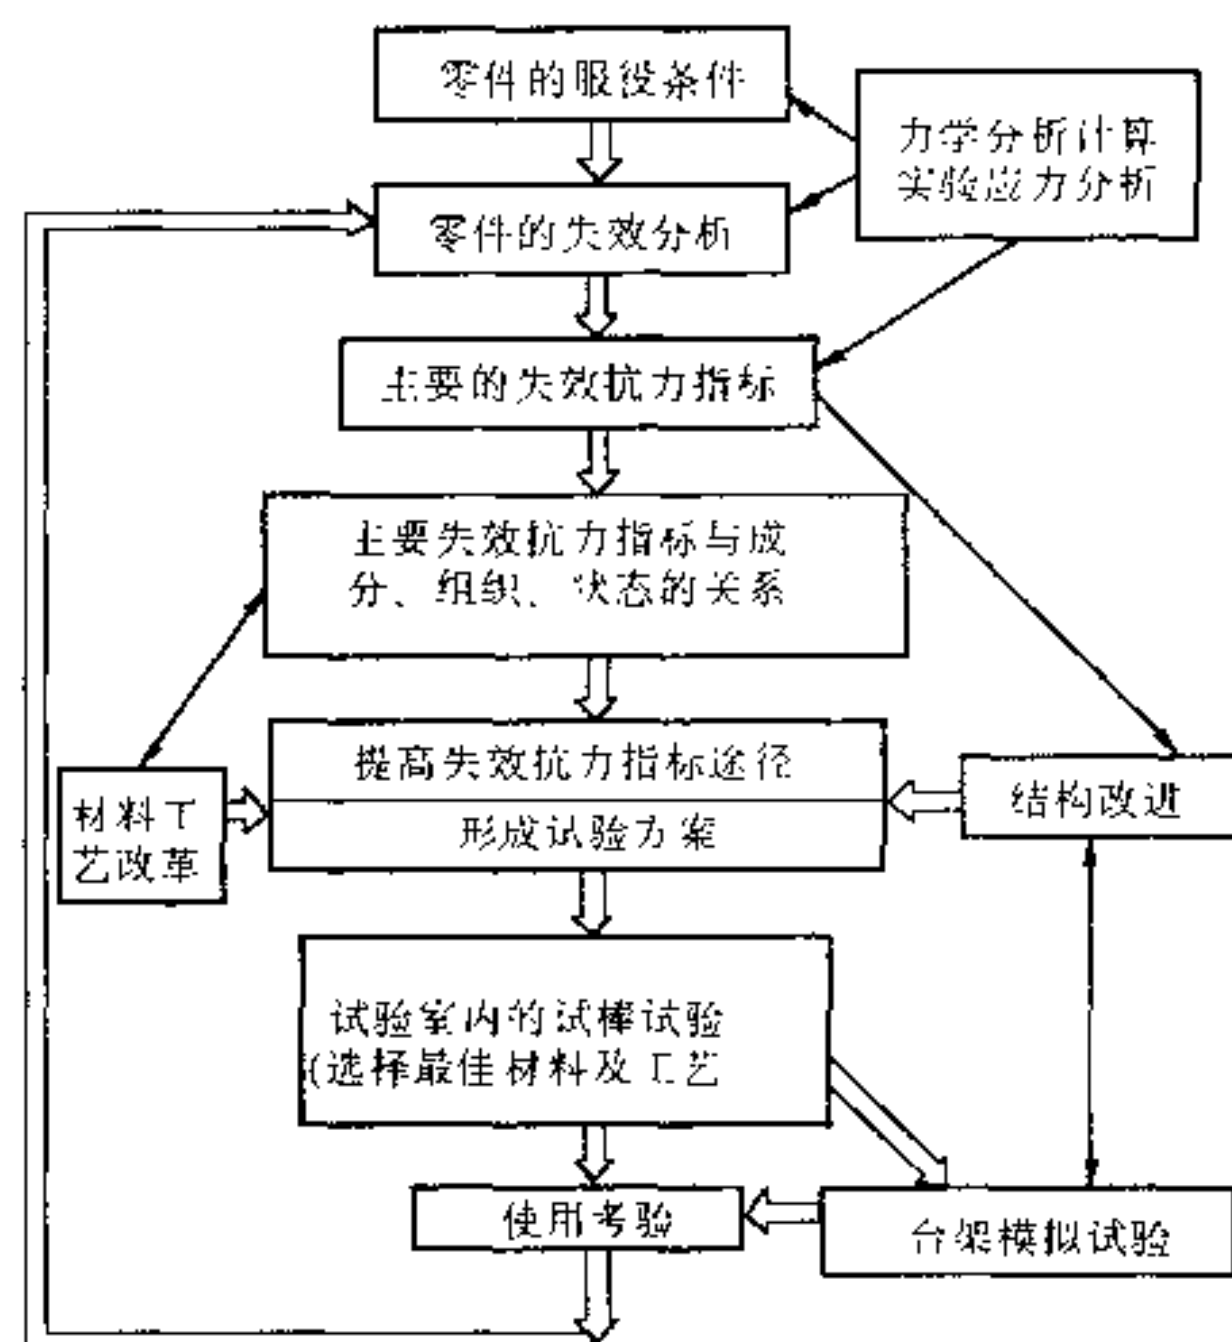 零件的服役条件
力学分析计算
实验应力分析
零件的失效分析
主要的失效抗力指标
主要失效抗力指标与成
分、组织、状态的关系
提高失效抗力指标途径
形成试验方案
材料工
艺改革
结构改进
试验室内的试棒试验
(选择最佳材料及工艺
使用考验
台架模拟试验